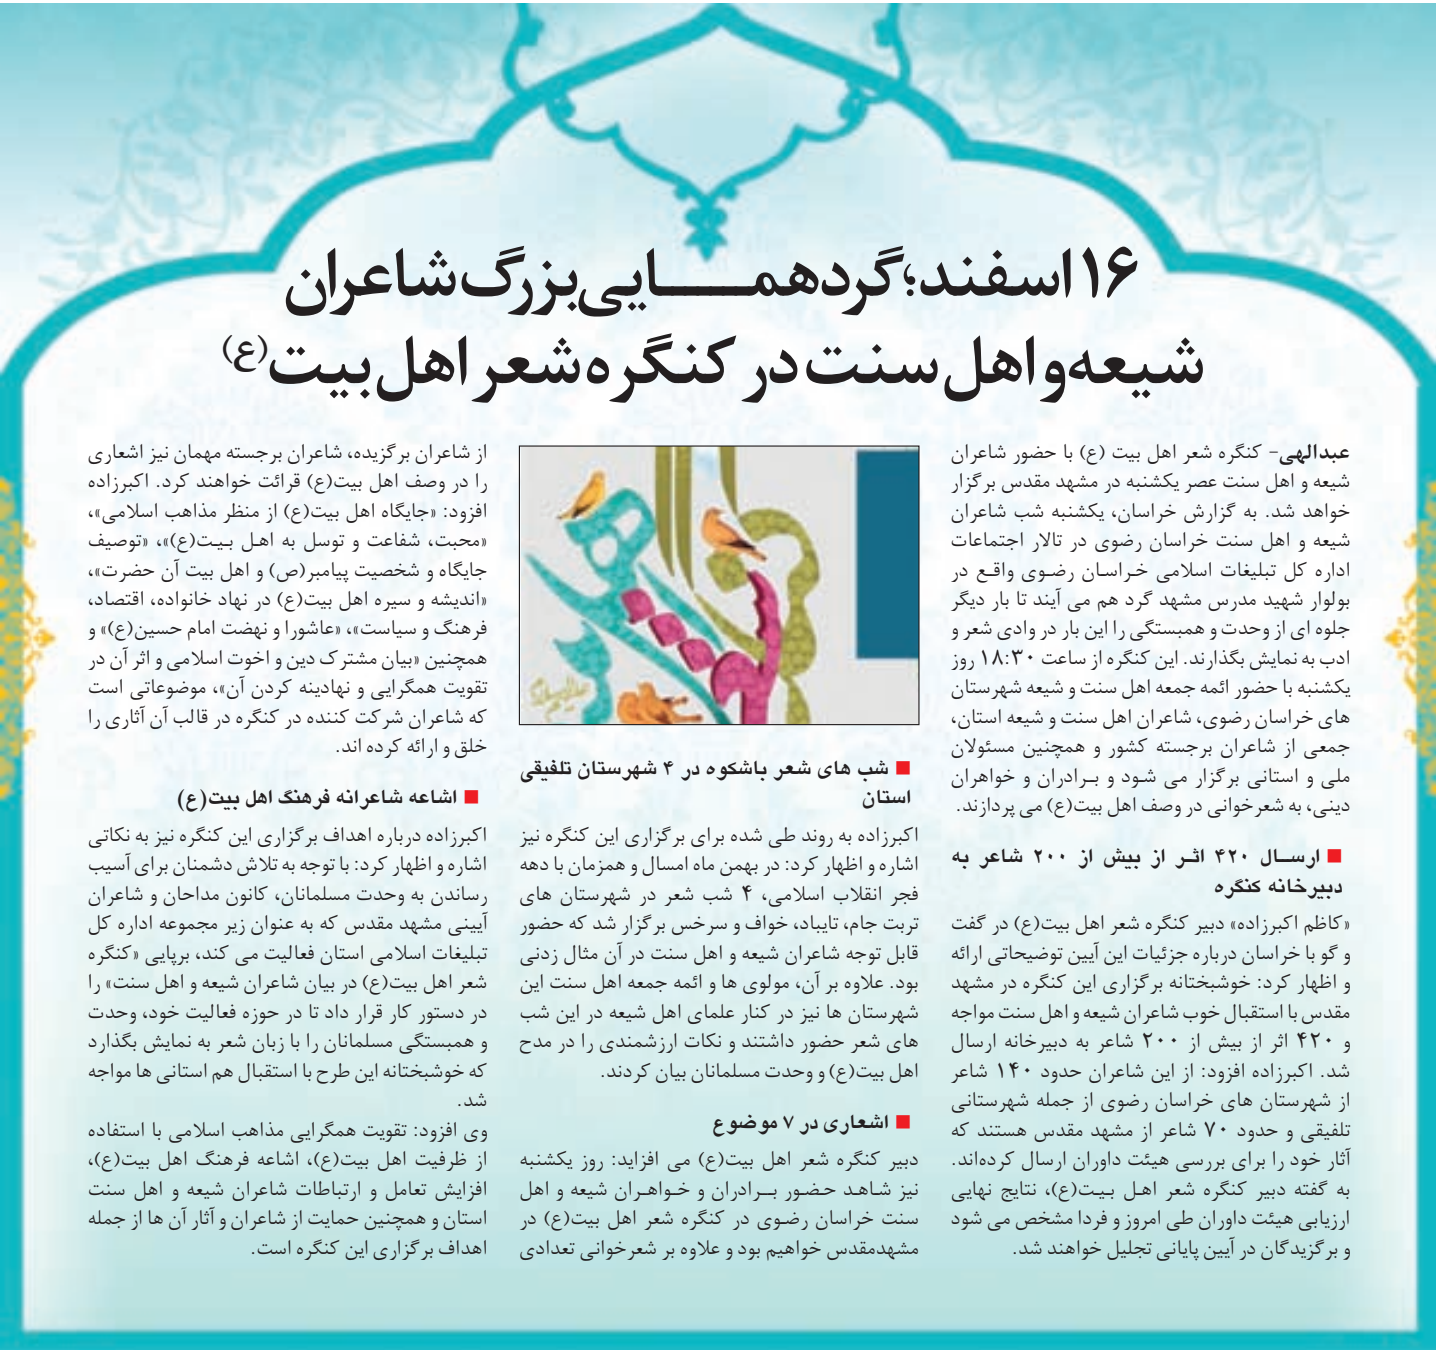 ۱۶ اسفند؛ گردهمـــــایی بزرگ شاعران
شیعه و اهل سنت در کنگره شعر اهل بیت(ع)
عبدالهی- کنگره شعر اهل بیت (ع) با حضور شاعران
شیعه و اهل سنت عصر یکشنبه در مشهد مقدس برگزار
خواهد شد. به گزارش خراسان، یکشنبه شب شاعران
شیعه و اهل سنت خراسان رضوی در تالار اجتماعات
اداره کل تبلیغات اسلامی خـراسـان رضـوی واقـع در
بولوار شهید مدرس مشهد گرد هم می آیند تا بار دیگر
جلوه ای از وحدت و همبستگی را این بار در وادی شعر و
ادب به نمایش بگذارند. این کنگره از ساعت ۱۸:۳۰ روز
یکشنبه با حضور ائمه جمعه اهل سنت و شیعه شهرستان
های خراسان رضوی، شاعران اهل سنت و شیعه استان،
جمعی از شاعران برجسته کشور و همچنین مسئولان
ملی و استانی برگزار می شـود و بـرادران و خواهران
دینی، به شعرخوانی در وصف اهل بیت(ع) می پردازند.
■ ارســال ۴۲۰ اثـر از بیش از ۲۰۰ شاعر به
دبیرخانه کنگره
«کاظم اکبرزاده» دبیر کنگره شعر اهل بیت(ع) در گفت
و گو با خراسان درباره جزئیات این آیین توضیحاتی ارائه
و اظهار کرد: خوشبختانه برگزاری این کنگره در مشهد
مقدس با استقبال خوب شاعران شیعه و اهل سنت مواجه
و ۴۲۰ اثر از بیش از ۲۰۰ شاعر به دبیرخانه ارسال
شد. اکبرزاده افزود: از این شاعران حدود ۱۴۰ شاعر
از شهرستان های خراسان رضوی از جمله شهرستانی
تلفیقی و حدود ۷۰ شاعر از مشهد مقدس هستند که
آثار خود را برای بررسی هیئت داوران ارسال کرده‌اند.
به گفته دبیر کنگره شعر اهـل بـیـت(ع)، نتایج نهایی
ارزیابی هیئت داوران طی امروز و فردا مشخص می شود
و برگزیدگان در آیین پایانی تجلیل خواهند شد.
■ شب های شعر باشکوه در ۴ شهرستان تلفیقی
استان
اکبرزاده به روند طی شده برای برگزاری این کنگره نیز
اشاره و اظهار کرد: در بهمن ماه امسال و همزمان با دهه
فجر انقلاب اسلامی، ۴ شب شعر در شهرستان های
تربت جام، تایباد، خواف و سرخس برگزار شد که حضور
قابل توجه شاعران شیعه و اهل سنت در آن مثال زدنی
بود. علاوه بر آن، مولوی ها و ائمه جمعه اهل سنت این
شهرستان ها نیز در کنار علمای اهل شیعه در این شب
های شعر حضور داشتند و نکات ارزشمندی را در مدح
اهل بیت(ع) و وحدت مسلمانان بیان کردند.
■ اشعاری در ۷ موضوع
دبیر کنگره شعر اهل بیت(ع) می افزاید: روز یکشنبه
نیز شـاهـد حـضـور بــرادران و خـواهـران شیعه و اهل
سنت خراسان رضـوی در کنگره شعر اهل بیت(ع) در
مشهدمقدس خواهیم بود و علاوه بر شعرخوانی تعدادی
از شاعران برگزیده، شاعران برجسته مهمان نیز اشعاری
را در وصف اهل بیت(ع) قرائت خواهند کرد. اکبرزاده
افزود: «جایگاه اهل بیت(ع) از منظر مذاهب اسلامی»،
«محبت، شفاعت و توسل به اهـل بـیـت(ع)»، «توصیف
جایگاه و شخصیت پیامبر(ص) و اهل بیت آن حضرت»،
«اندیشه و سیره اهل بیت(ع) در نهاد خانواده، اقتصاد،
فرهنگ و سیاست»، «عاشورا و نهضت امام حسین(ع)» و
همچنین «بیان مشترک دین و اخوت اسلامی و اثر آن در
تقویت همگرایی و نهادینه کردن آن»، موضوعاتی است
که شاعران شرکت کننده در کنگره در قالب آن آثاری را
خلق و ارائه کرده اند.
■ اشاعه شاعرانه فرهنگ اهل بیت(ع)
اکبرزاده درباره اهداف برگزاری این کنگره نیز به نکاتی
اشاره و اظهار کرد: با توجه به تلاش دشمنان برای آسیب
رساندن به وحدت مسلمانان، کانون مداحان و شاعران
آیینی مشهد مقدس که به عنوان زیر مجموعه اداره کل
تبلیغات اسلامی استان فعالیت می کند، برپایی «کنگره
شعر اهل بیت(ع) در بیان شاعران شیعه و اهل سنت» را
در دستور کار قرار داد تا در حوزه فعالیت خود، وحدت
و همبستگی مسلمانان را با زبان شعر به نمایش بگذارد
که خوشبختانه این طرح با استقبال هم استانی ها مواجه
شد.
وی افزود: تقویت همگرایی مذاهب اسلامی با استفاده
از ظرفیت اهل بیت(ع)، اشاعه فرهنگ اهل بیت(ع)،
افزایش تعامل و ارتباطات شاعران شیعه و اهل سنت
استان و همچنین حمایت از شاعران و آثار آن ها از جمله
اهداف برگزاری این کنگره است.